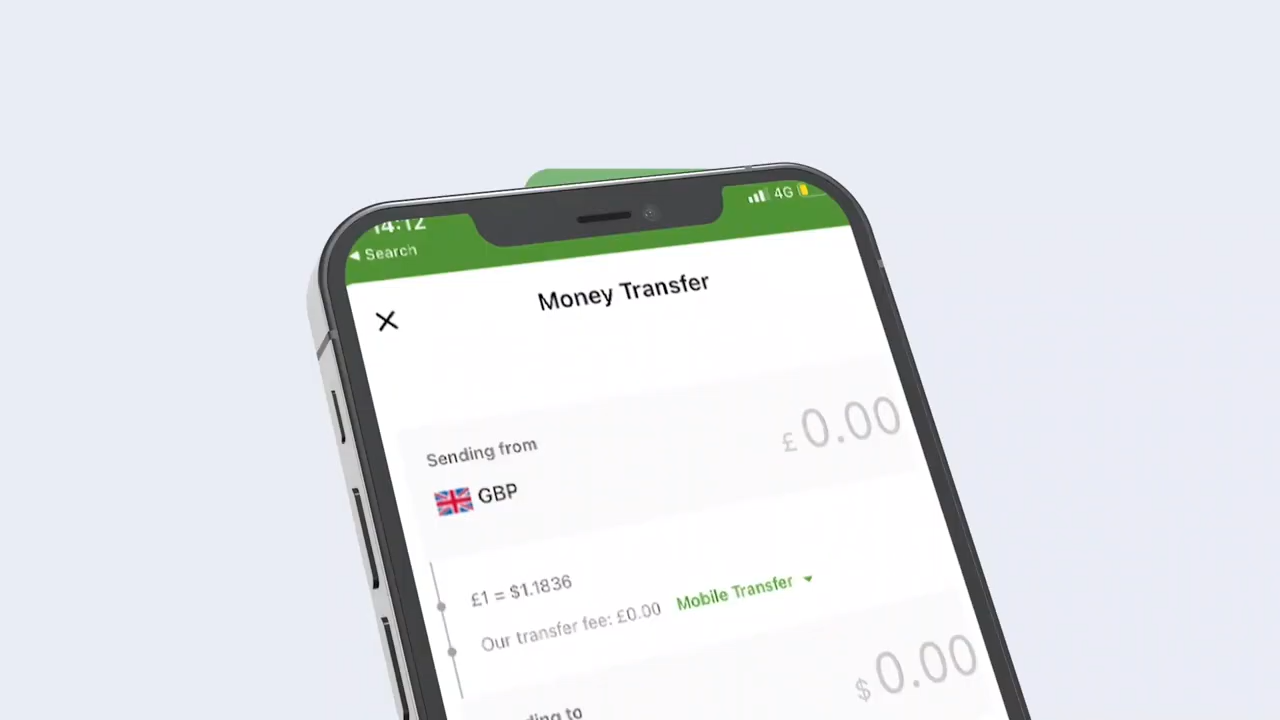 14:12
4G
Search
Money Transfer
Sending from
£ 0.00
GBP
£1 = $1.1836
Our transfer fee: £0.00 Mobile Transfer
$ 0.00
to